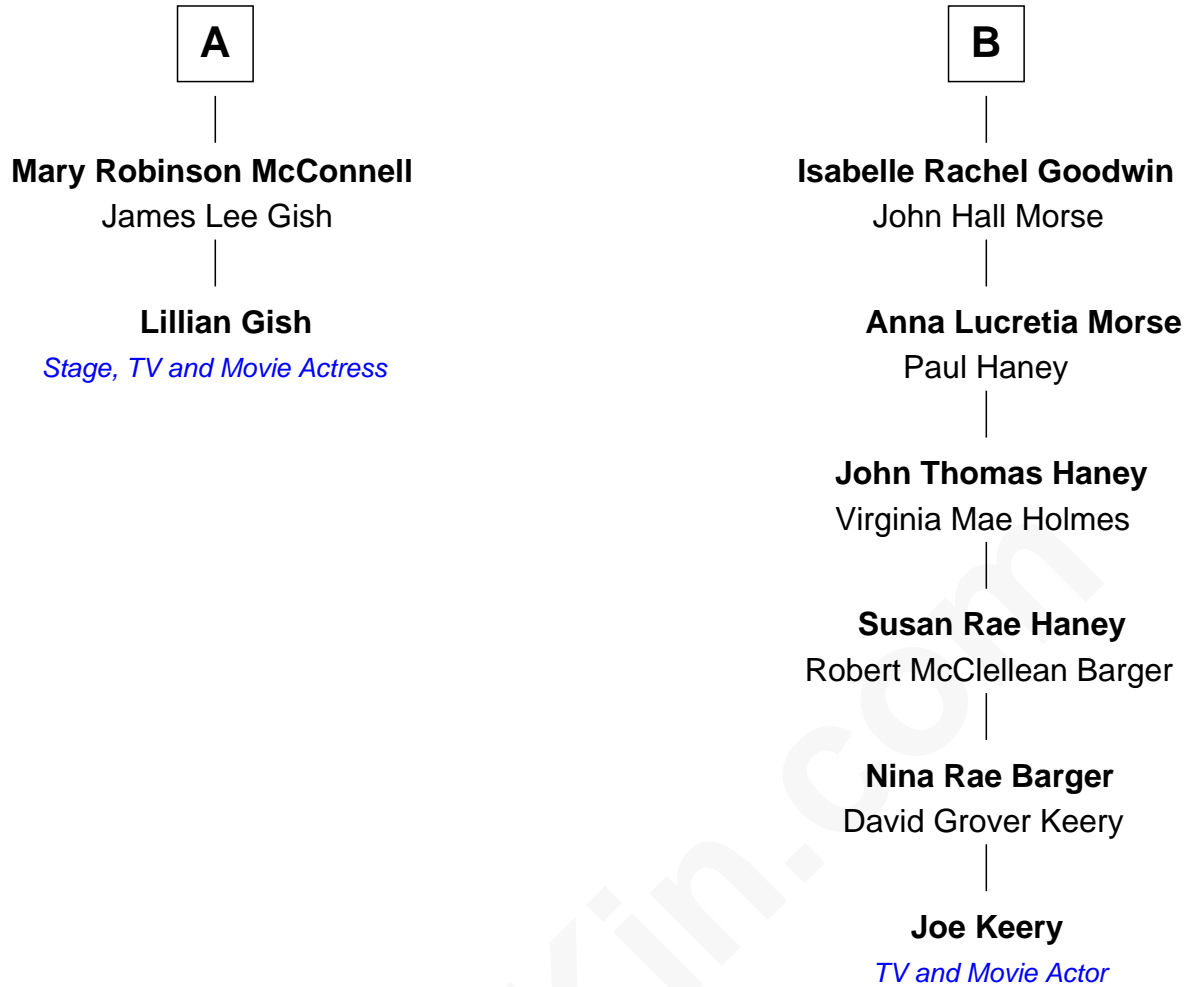 A
Mary Robinson McConnell
James Lee Gish
Lillian Gish
Stage, TV and Movie Actress
B
Isabelle Rachel Goodwin
John Hall Morse
Anna Lucretia Morse
Paul Haney
John Thomas Haney
Virginia Mae Holmes
Susan Rae Haney
Robert McClellean Barger
Nina Rae Barger
David Grover Keery
Joe Keery
TV and Movie Actor